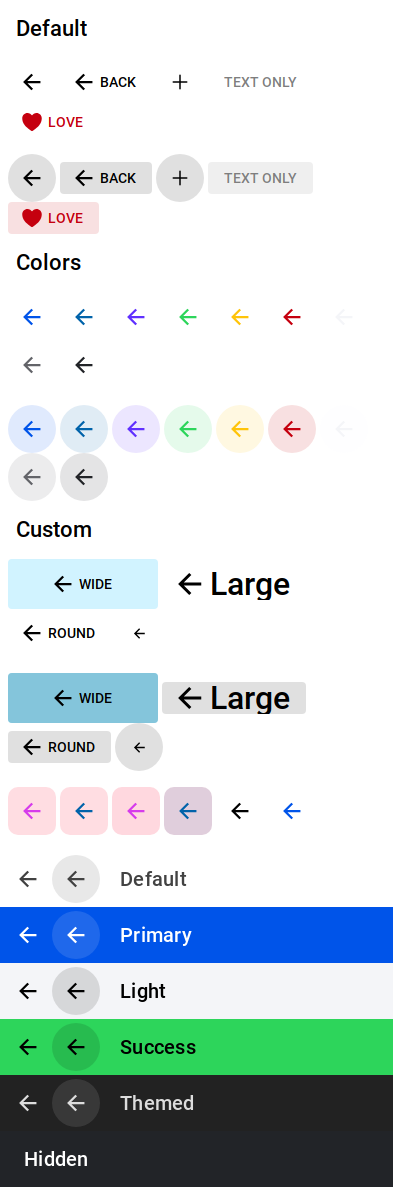 Default
BACK TEXT ONLY
LOVE
BACK TEXT ONLY
LOVE
Colors
Custom
WIDE Large
ROUND
WIDE Large
ROUND
Default
Primary
Light
Success
Themed
Hidden